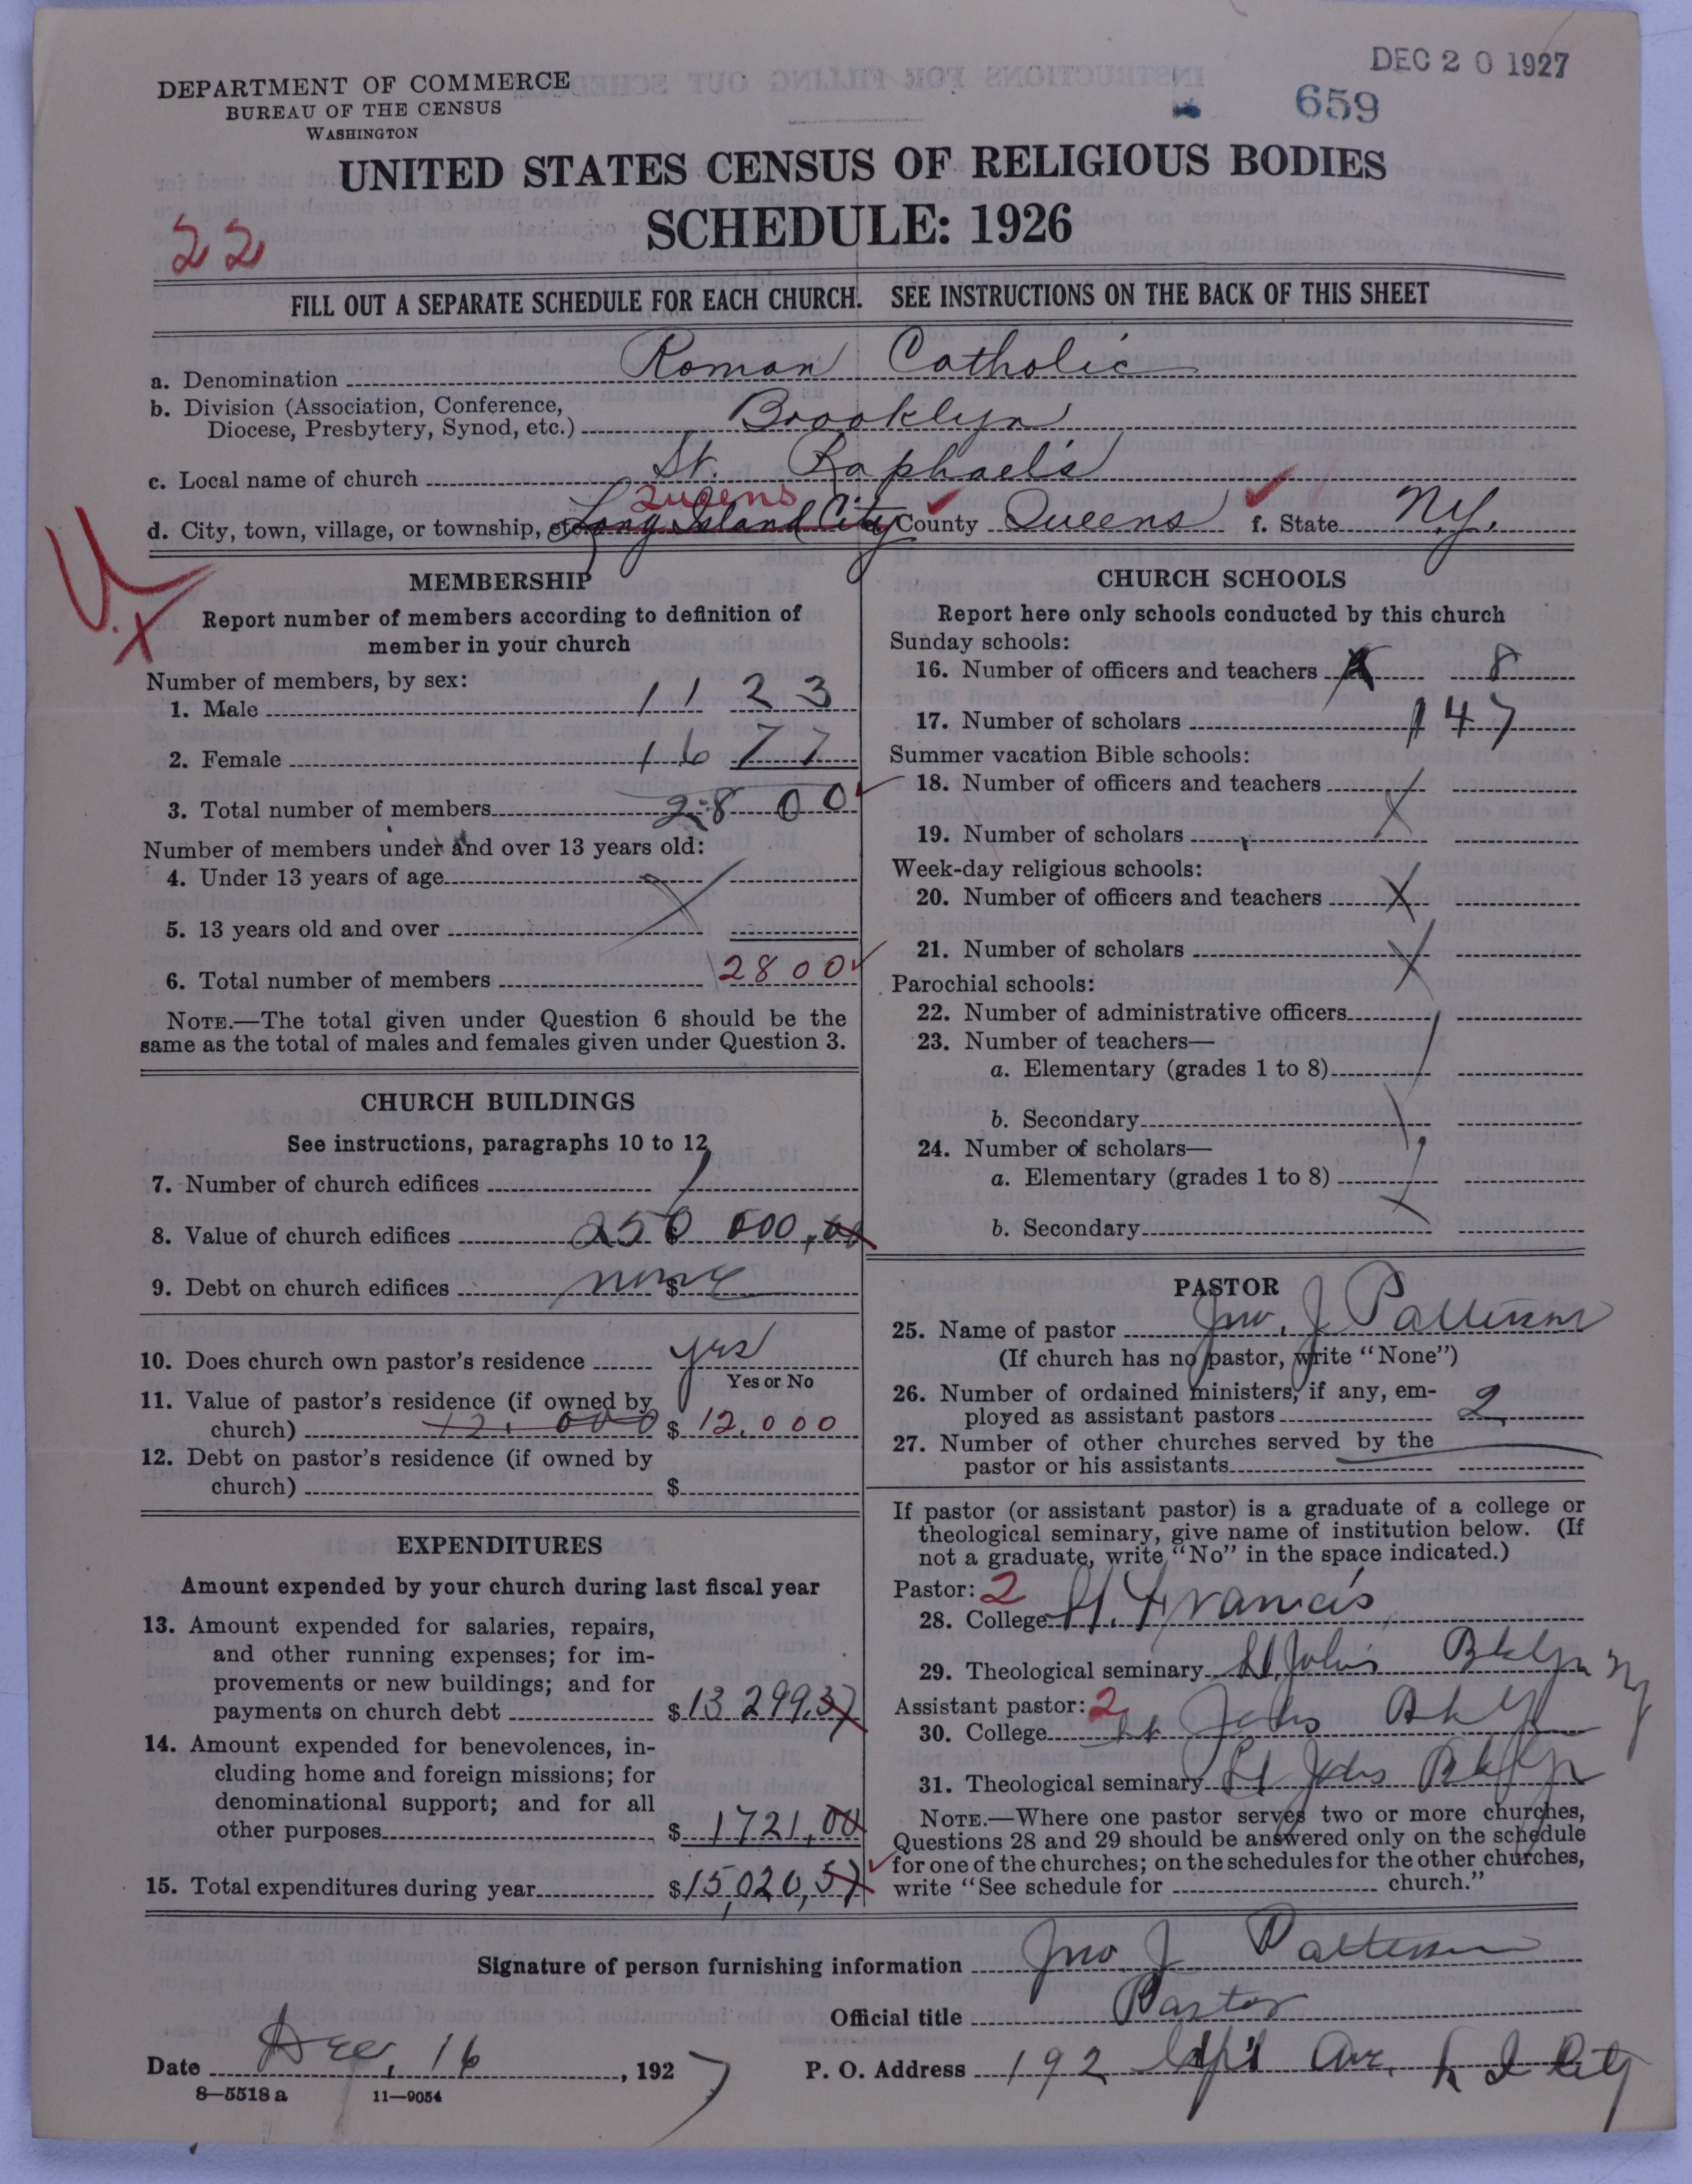 DEC 20 1927
659
DEPARTMENT OF COMMERCE
BUREAU OF THE CENSUS
WASHINGTON
UNITED STATES CENSUS OF RELIGIOUS BODIES
SCHEDULE: 1926
22
FILL OUT A SEPARATE SCHEDULE FOR EACH CHURCH. SEE INSTRUCTIONS ON THE BACK OF THIS SHEET
a. Denomination Roman Catholic
b. Division (Association, Conference, Diocese, Presbytery, Synod, etc.) Brooklyn
c. Local name of church St. Raphael's
Queens
d. City, town, village, or township, etc. Long Island City e. County Queens f. State N.Y.
MEMBERSHIP
Report number of members according to definition of
member in your church
Number of members, by sex:
1. Male 1123
2. Female 1677
3. Total number of members 2800
Number of members under and over 13 years old:
4. Under 13 years of age
5. 13 years old and over
6. Total number of members 2800
NOTE.—The total given under Question 6 should be the
same as the total of males and females given under Question 3.
CHURCH BUILDINGS
See instructions, paragraphs 10 to 12
7. Number of church edifices 1
8. Value of church edifices 250 000,00
9. Debt on church edifices none $
10. Does church own pastor's residence yes
Yes or No
11. Value of pastor's residence (if owned by
church) 12,000 $ 12,000
12. Debt on pastor's residence (if owned by
church) $
EXPENDITURES
Amount expended by your church during last fiscal year
13. Amount expended for salaries, repairs,
and other running expenses; for im-
provements or new buildings; and for
payments on church debt $ 13 299.57
14. Amount expended for benevolences, in-
cluding home and foreign missions; for
denominational support; and for all
other purposes $ 1721,00
15. Total expenditures during year $ 15,020,57
CHURCH SCHOOLS
Report here only schools conducted by this church
Sunday schools:
16. Number of officers and teachers 8
17. Number of scholars 147
Summer vacation Bible schools:
18. Number of officers and teachers
19. Number of scholars
Week-day religious schools:
20. Number of officers and teachers X
21. Number of scholars X
Parochial schools:
22. Number of administrative officers
23. Number of teachers—
a. Elementary (grades 1 to 8)
b. Secondary
24. Number of scholars—
a. Elementary (grades 1 to 8)
b. Secondary
PASTOR
25. Name of pastor Jno. J Patterson
(If church has no pastor, write "None")
26. Number of ordained ministers, if any, em-
ployed as assistant pastors 2
27. Number of other churches served by the
pastor or his assistants
If pastor (or assistant pastor) is a graduate of a college or
theological seminary, give name of institution below. (If
not a graduate, write "No" in the space indicated.)
Pastor: 2
28. College St. Francis
29. Theological seminary St. John's Bklyn NY
Assistant pastor: 2
30. College St Johns Bkly
31. Theological seminary St Johns Bklyn
NOTE.—Where one pastor serves two or more churches,
Questions 28 and 29 should be answered only on the schedule
for one of the churches; on the schedules for the other churches,
write "See schedule for church."
Signature of person furnishing information Jno. J Patterson
Official title Pastor
Date Dec, 16, 1927 P. O. Address 192 Ave. L I City
8—5518 a 11—9054